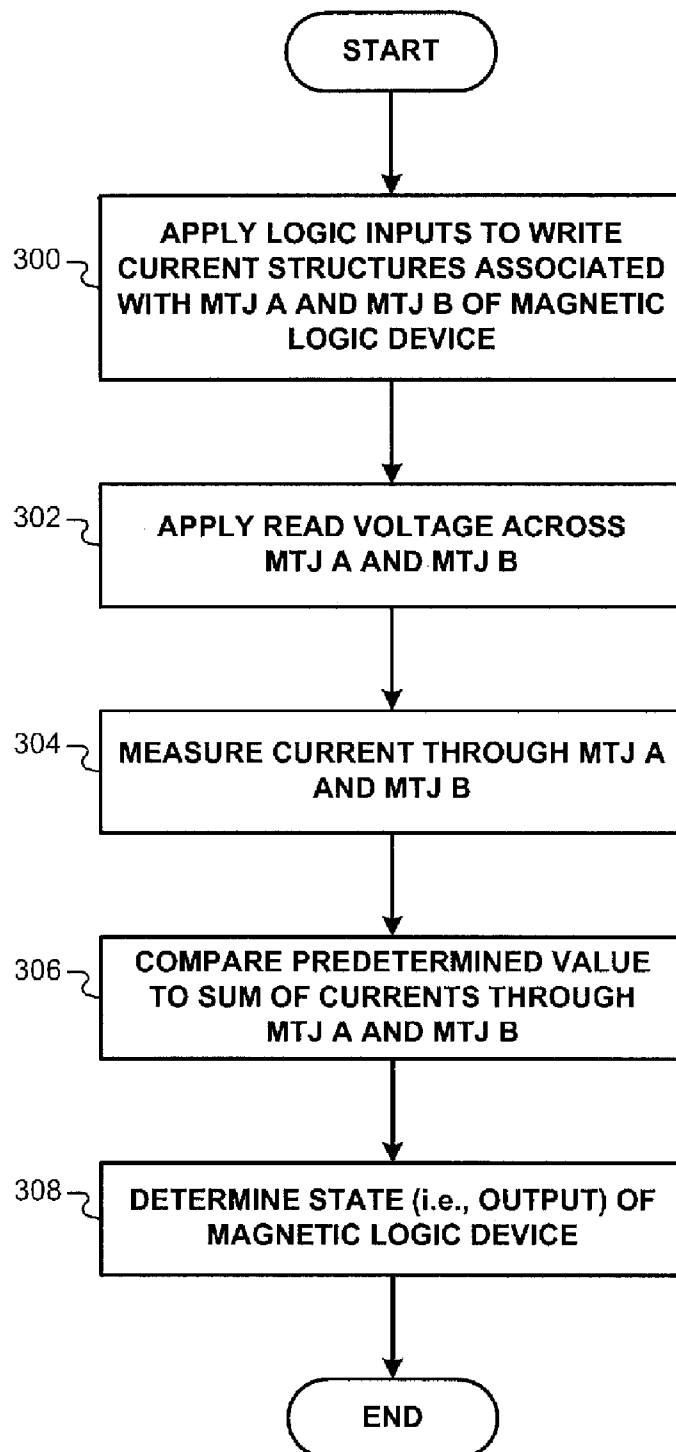 START
300
APPLY LOGIC INPUTS TO WRITE
CURRENT STRUCTURES ASSOCIATED
WITH MTJ A AND MTJ B OF MAGNETIC
LOGIC DEVICE
302
APPLY READ VOLTAGE ACROSS
MTJ A AND MTJ B
304
MEASURE CURRENT THROUGH MTJ A
AND MTJ B
306
COMPARE PREDETERMINED VALUE
TO SUM OF CURRENTS THROUGH
MTJ A AND MTJ B
308
DETERMINE STATE (i.e., OUTPUT) OF
MAGNETIC LOGIC DEVICE
END